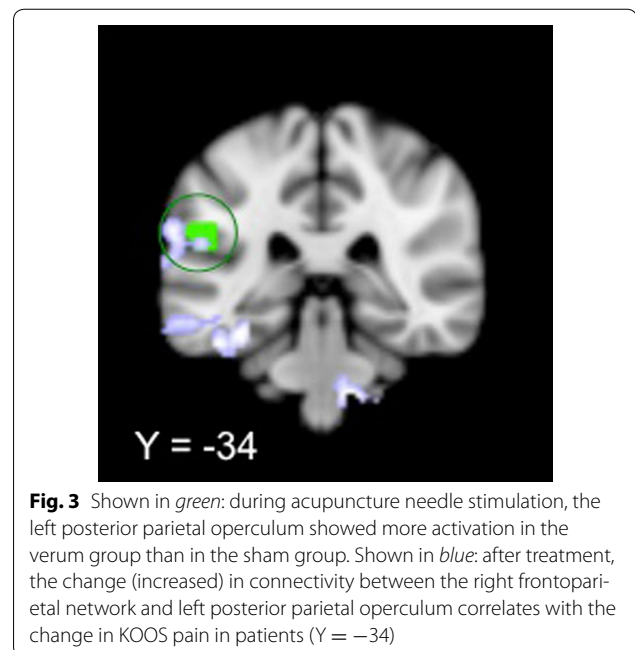 Y = -34
Fig. 3 Shown in green: during acupuncture needle stimulation, the
left posterior parietal operculum showed more activation in the
verum group than in the sham group. Shown in blue: after treatment,
the change (increased) in connectivity between the right frontopari-
etal network and left posterior parietal operculum correlates with the
change in KOOS pain in patients (Y = −34)